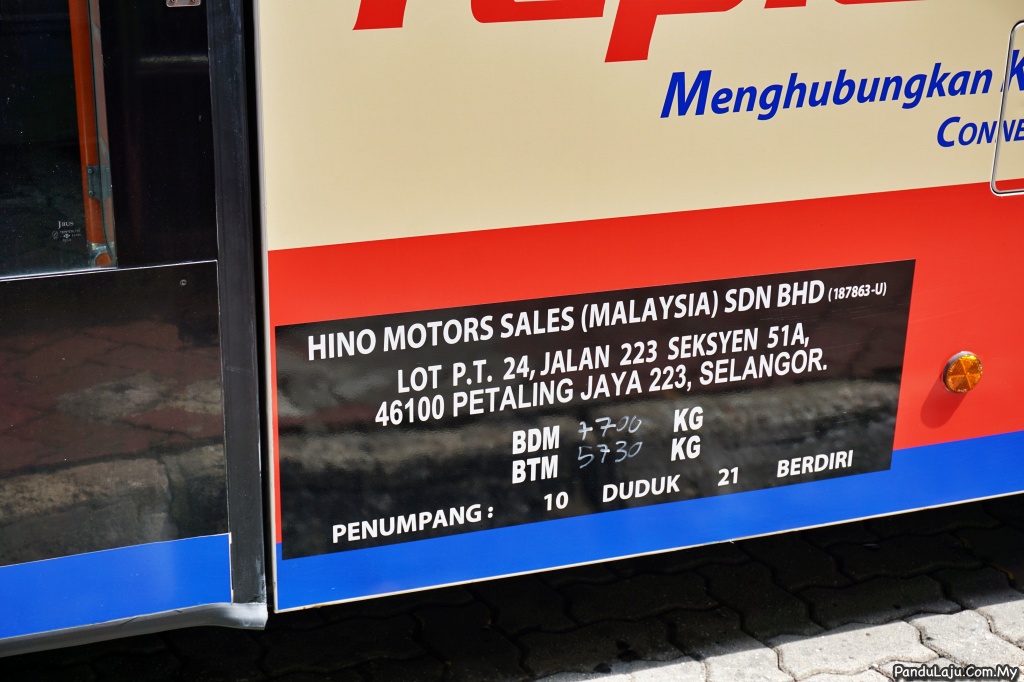 Menghubungkan
HINO MOTORS SALES (MALAYSIA) SDN BHD (187863-U)
LOT P.T. 24, JALAN 223 SEKSYEN 51A,
46100 PETALING JAYA 223, SELANGOR.
BDM 7700 KG
BTM 5730 KG
PENUMPANG : 10 DUDUK 21 BERDIRI
J-BUS
PanduLaju.Com.My